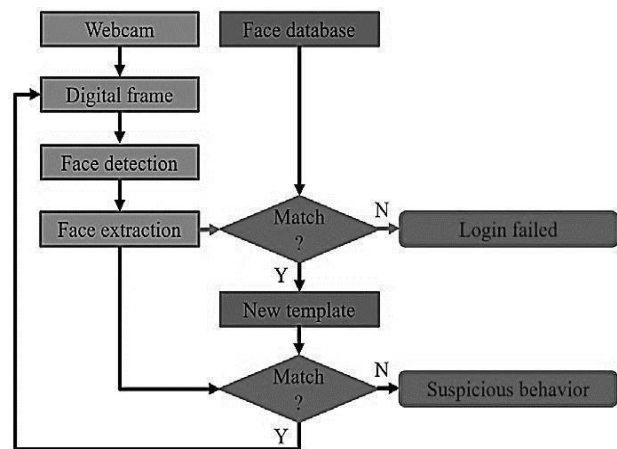 Webcam
Face database
Digital frame
Face detection
Face extraction
Match
?
N
Login failed
Y
New template
Match
?
N
Suspicious behavior
Y